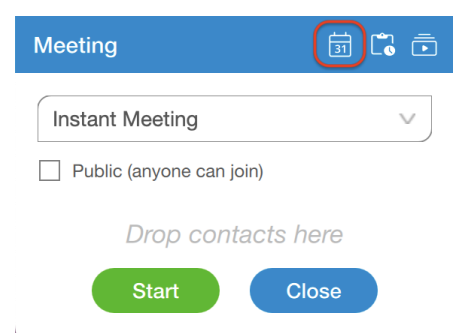 Meeting
31
Instant Meeting
Public (anyone can join)
Drop contacts here
Start
Close